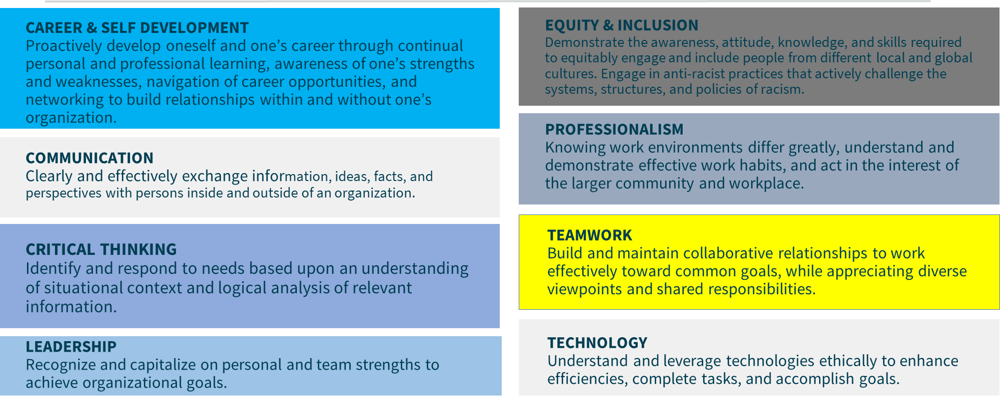 CAREER & SELF DEVELOPMENT
Proactively develop oneself and one’s career through continual
personal and professional learning, awareness of one’s strengths
and weaknesses, navigation of career opportunities, and
networking to build relationships within and without one’s
organization.
COMMUNICATION
Clearly and effectively exchange information, ideas, facts, and
perspectives with persons inside and outside of an organization.
CRITICAL THINKING
Identify and respond to needs based upon an understanding
of situational context and logical analysis of relevant
information.
LEADERSHIP
Recognize and capitalize on personal and team strengths to
achieve organizational goals.
EQUITY & INCLUSION
Demonstrate the awareness, attitude, knowledge, and skills required
to equitably engage and include people from different local and global
cultures. Engage in anti-racist practices that actively challenge the
systems, structures, and policies of racism.
PROFESSIONALISM
Knowing work environments differ greatly, understand and
demonstrate effective work habits, and act in the interest of
the larger community and workplace.
TEAMWORK
Build and maintain collaborative relationships to work
effectively toward common goals, while appreciating diverse
viewpoints and shared responsibilities.
TECHNOLOGY
Understand and leverage technologies ethically to enhance
efficiencies, complete tasks, and accomplish goals.